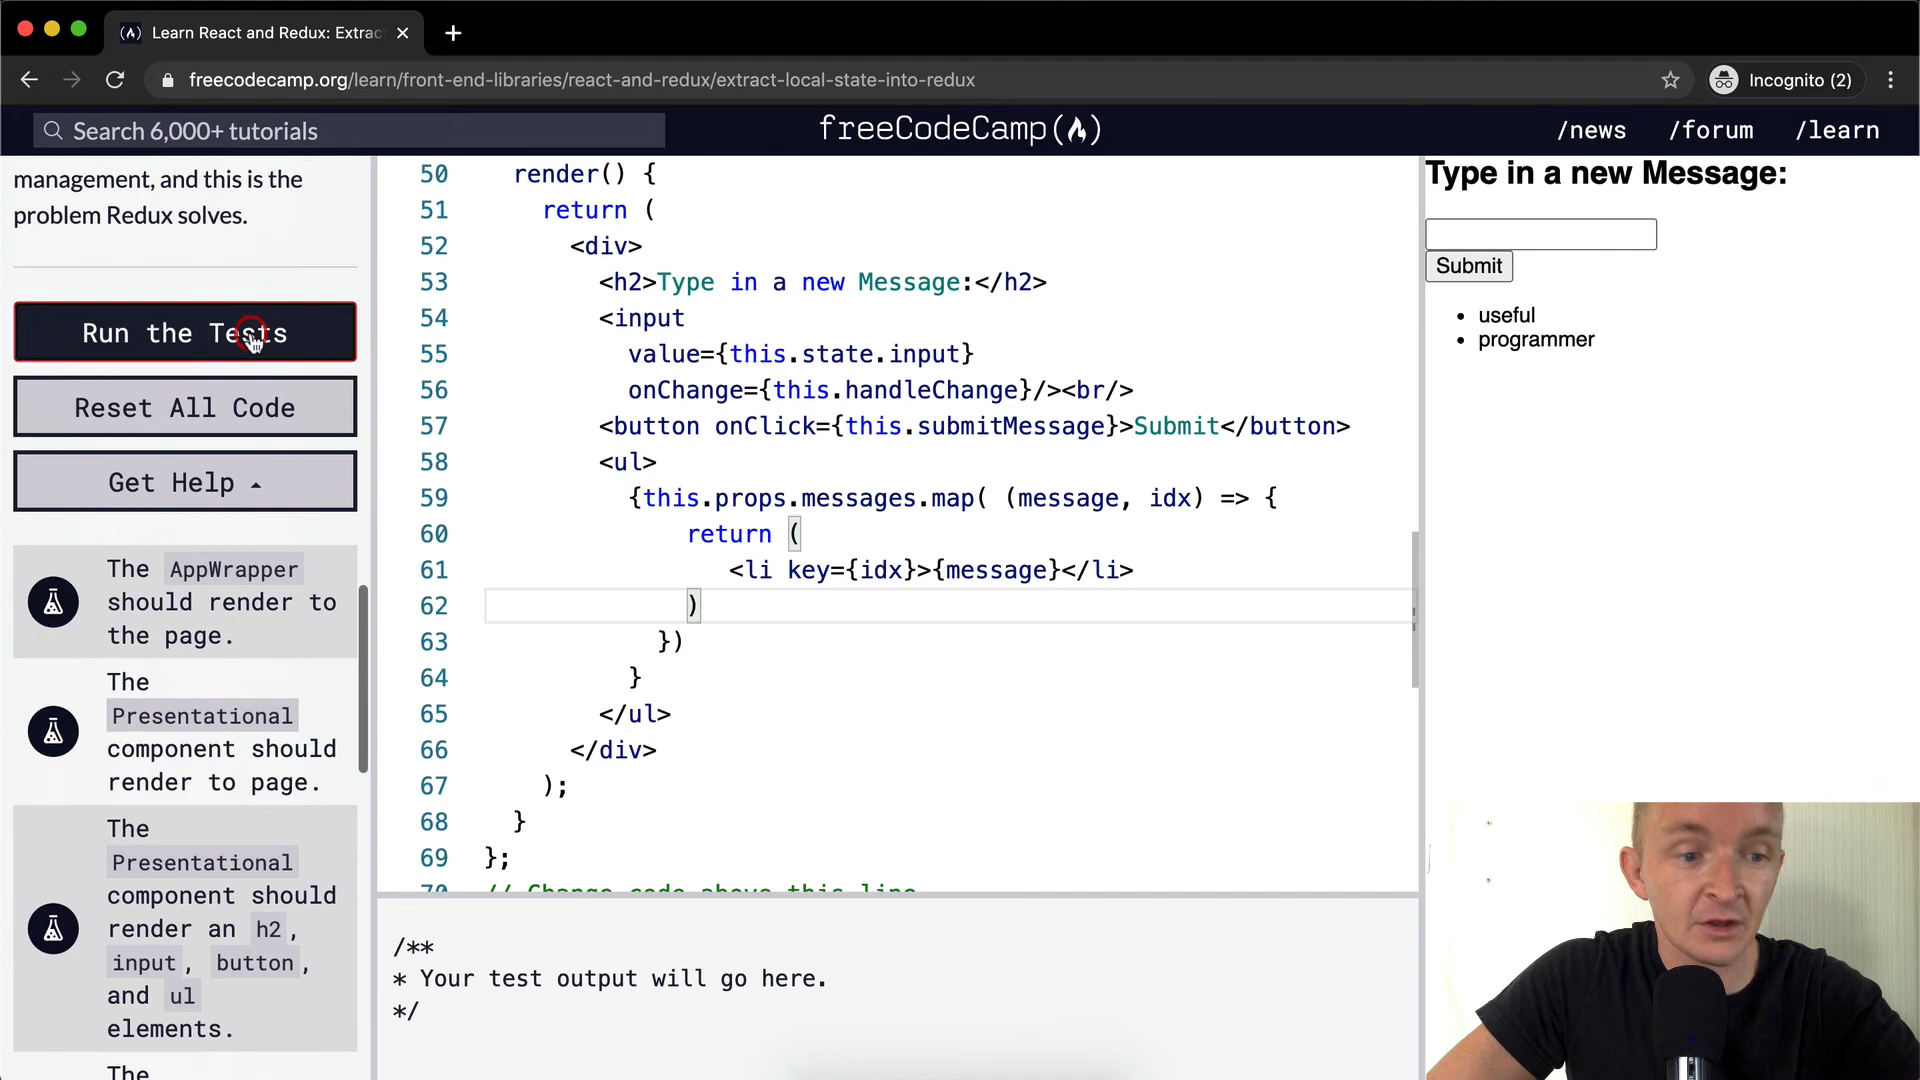 Learn React and Redux: Extrac
freecodecamp.org/learn/front-end-libraries/react-and-redux/extract-local-state-into-redux
Incognito (2)
Search 6,000+ tutorials
freeCodeCamp
/news
/forum
/learn
management, and this is the
problem Redux solves.
Run the Tests
Reset All Code
Get Help
The AppWrapper
should render to
the page.
The
Presentational
component should
render to page.
The
Presentational
component should
render an h2,
input, button,
and ul
elements.
The
50 render() {
51 return (
52 <div>
53 <h2>Type in a new Message:</h2>
54 <input
55 value={this.state.input}
56 onChange={this.handleChange}/><br/>
57 <button onClick={this.submitMessage}>Submit</button>
58 <ul>
59 {this.props.messages.map( (message, idx) => {
60 return (
61 <li key={idx}>{message}</li>
62 )
63 })
64 }
65 </ul>
66 </div>
67 );
68 }
69 };
70 // Change code above this line
/**
* Your test output will go here.
*/
Type in a new Message:
Submit
useful
programmer